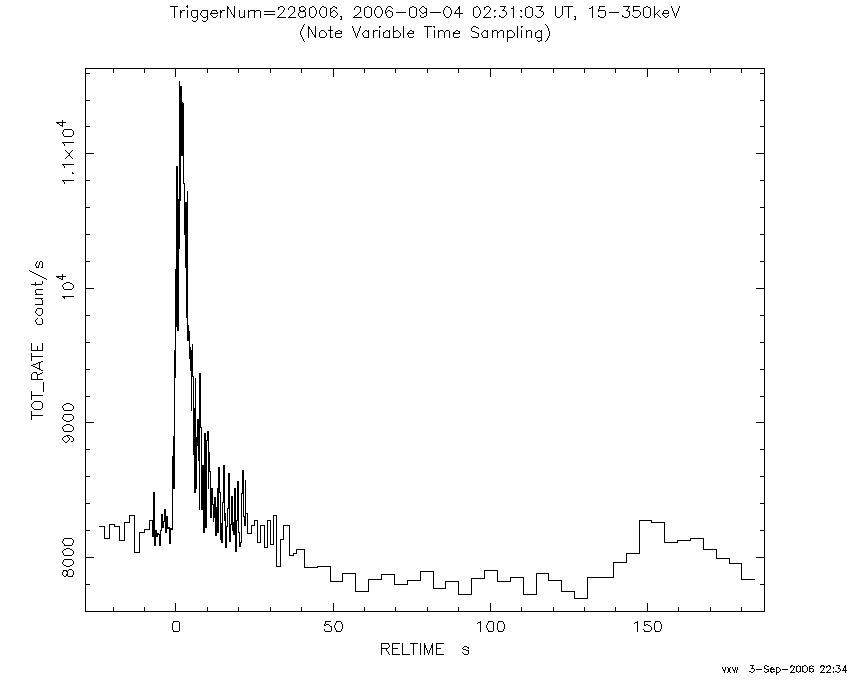 TriggerNum=228006, 2006-09-04 02:31:03 UT, 15-350keV
(Note Variable Time Sampling)
1.1×10⁴
10⁴
9000
8000
TOT_RATE count/s
0 50 100 150
RELTIME s
vxw 3-Sep-2006 22:34